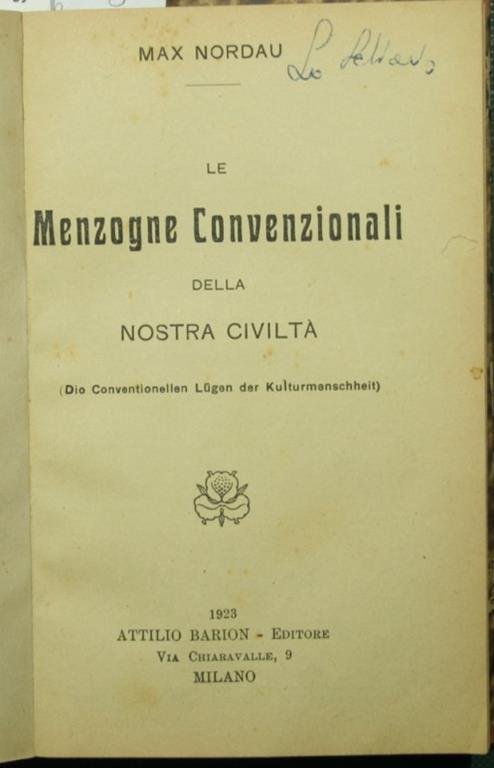 MAX NORDAU
LE
Menzogne Convenzionali
DELLA
NOSTRA CIVILTÀ
(Dio Conventionellen Lügen der Kulturmenschheit)
1923
ATTILIO BARION - EDITORE
VIA CHIARAVALLE, 9
MILANO